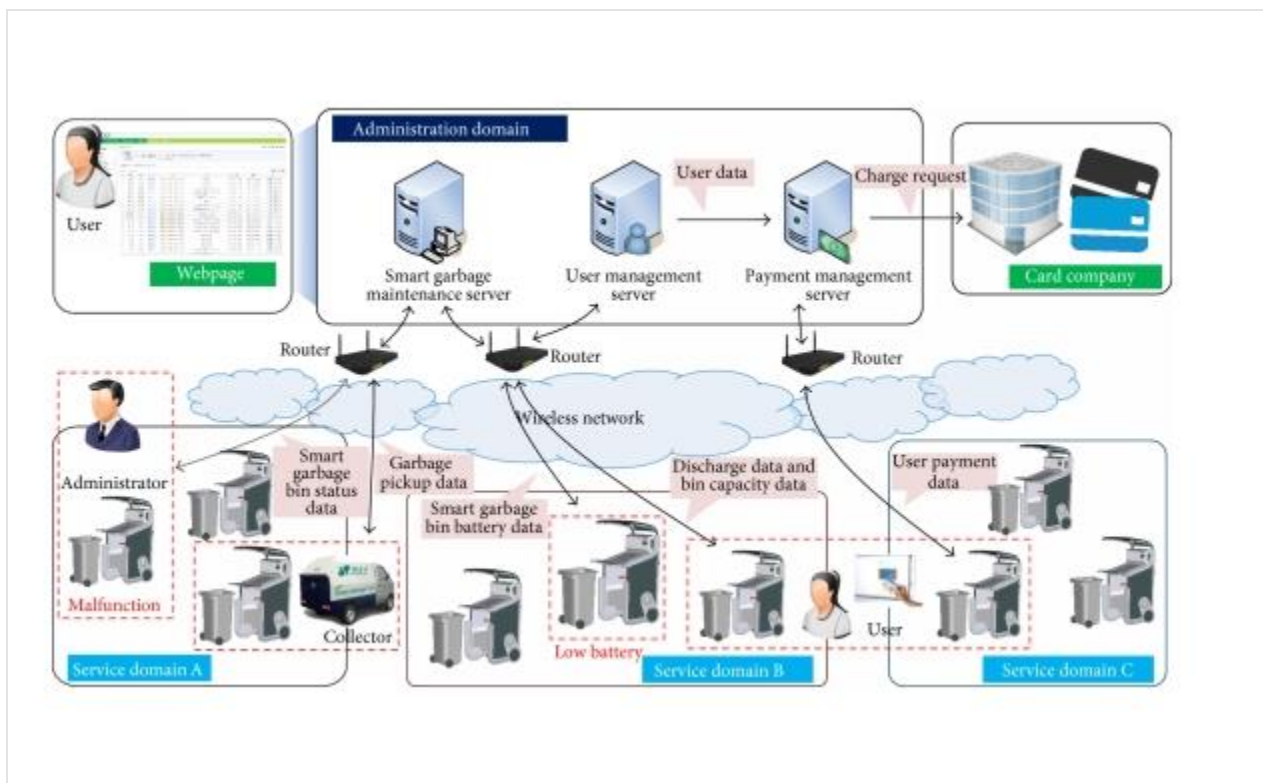 Administration domain
User
Webpage
User data
Charge request
Smart garbage
maintenance server
User management
server
Payment management
server
Card company
Router
Router
Router
Wireless network
Administrator
Malfunction
Smart
garbage
bin status
data
Garbage
pickup data
Collector
Service domain A
Smart garbage
bin battery data
Discharge data and
bin capacity data
Low battery
Service domain B
User
User payment
data
Service domain C